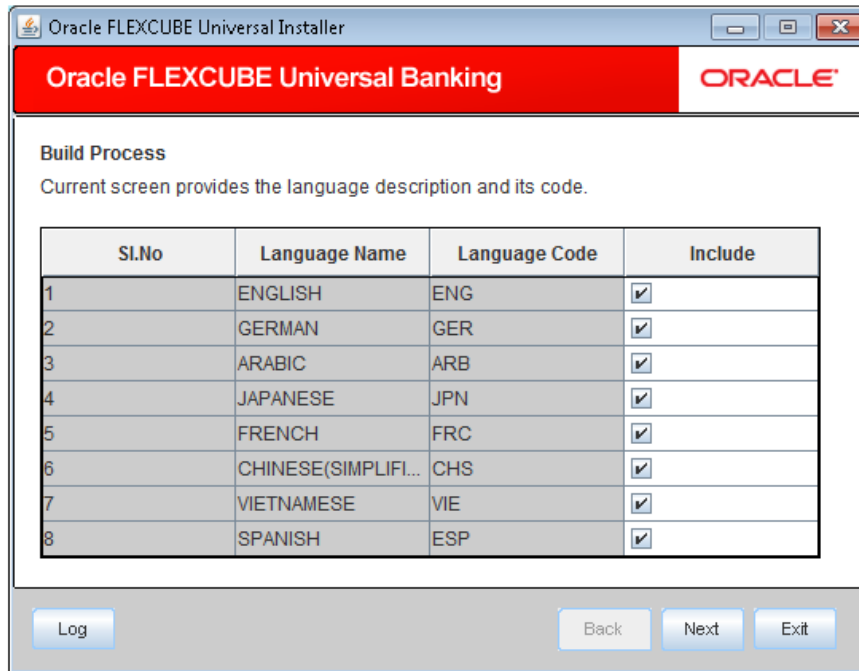 Oracle FLEXCUBE Universal Installer
Oracle FLEXCUBE Universal Banking ORACLE
Build Process
Current screen provides the language description and its code.
Sl.No Language Name Language Code Include
1 ENGLISH ENG
2 GERMAN GER
3 ARABIC ARB
4 JAPANESE JPN
5 FRENCH FRC
6 CHINESE(SIMPLIFI... CHS
7 VIETNAMESE VIE
8 SPANISH ESP
Log Back Next Exit